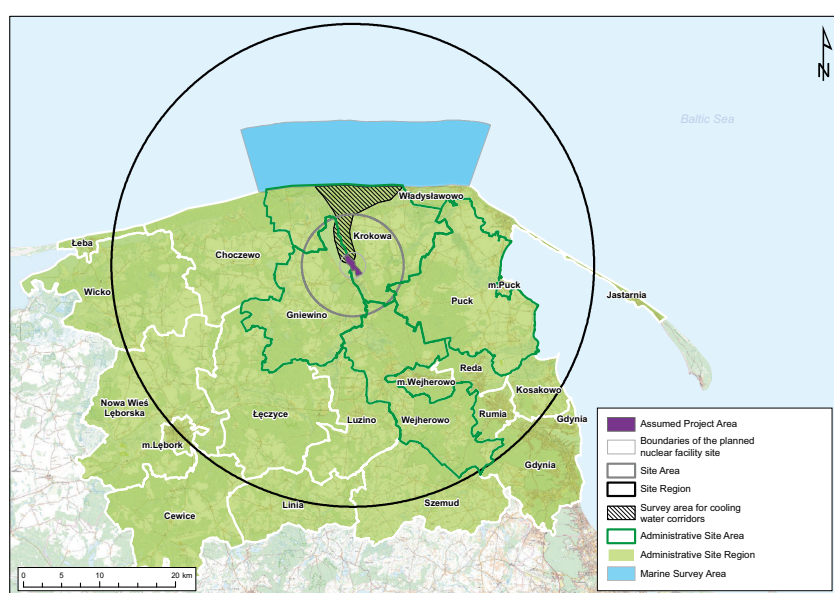 N
Baltic Sea
Władysławowo
Łeba
Krokowa
Choczewo
Wicko
m.Puck
Jastarnia
Puck
Gniewino
Reda
m.Wejherowo
Kosakowo
Nowa Wieś
Lęborska
Łęczyce
Luzino
Wejherowo
Rumia
Gdynia
m.Lębork
Gdynia
Cewice
Linia
Szemud
Assumed Project Area
Boundaries of the planned
nuclear facility site
Site Area
Site Region
Survey area for cooling
water corridors
Administrative Site Area
Administrative Site Region
Marine Survey Area
0 5 10 20 km